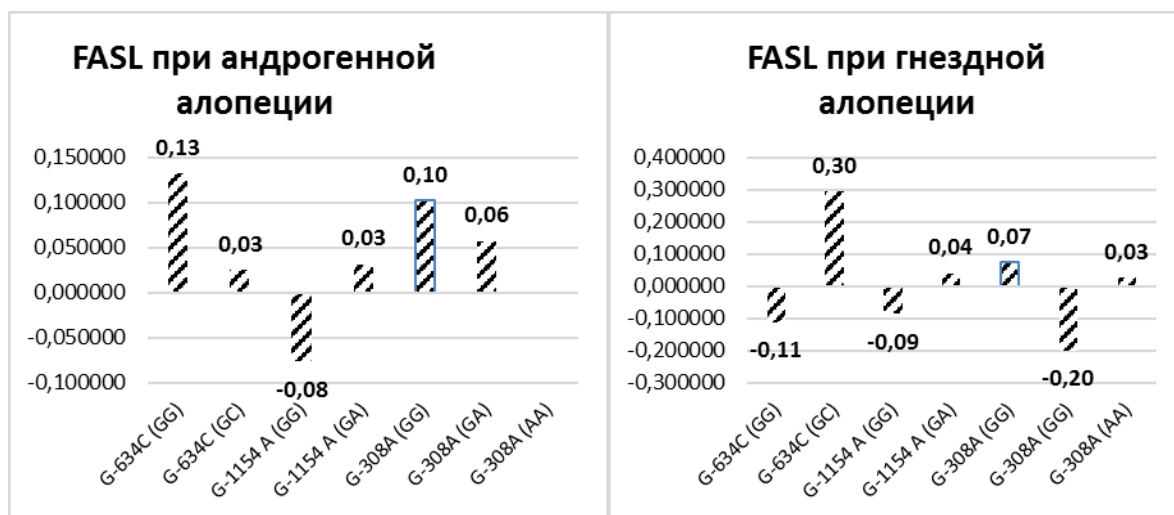 FASL при андрогенной
алопеции
0,150000
0,100000
0,050000
0,000000
-0,050000
-0,100000
0,13
0,03
-0,08
0,03
0,10
0,06
G-634C (GG)
G-634C (GC)
G-1154 A (GG)
G-1154 A (GA)
G-308A (GG)
G-308A (GA)
G-308A (AA)
FASL при гнездной
алопеции
0,400000
0,300000
0,200000
0,100000
0,000000
-0,100000
-0,200000
-0,300000
-0,11
0,30
-0,09
0,04
0,07
-0,20
0,03
G-634C (GG)
G-634C (GC)
G-1154 A (GG)
G-1154 A (GA)
G-308A (GG)
G-308A (GG)
G-308A (AA)